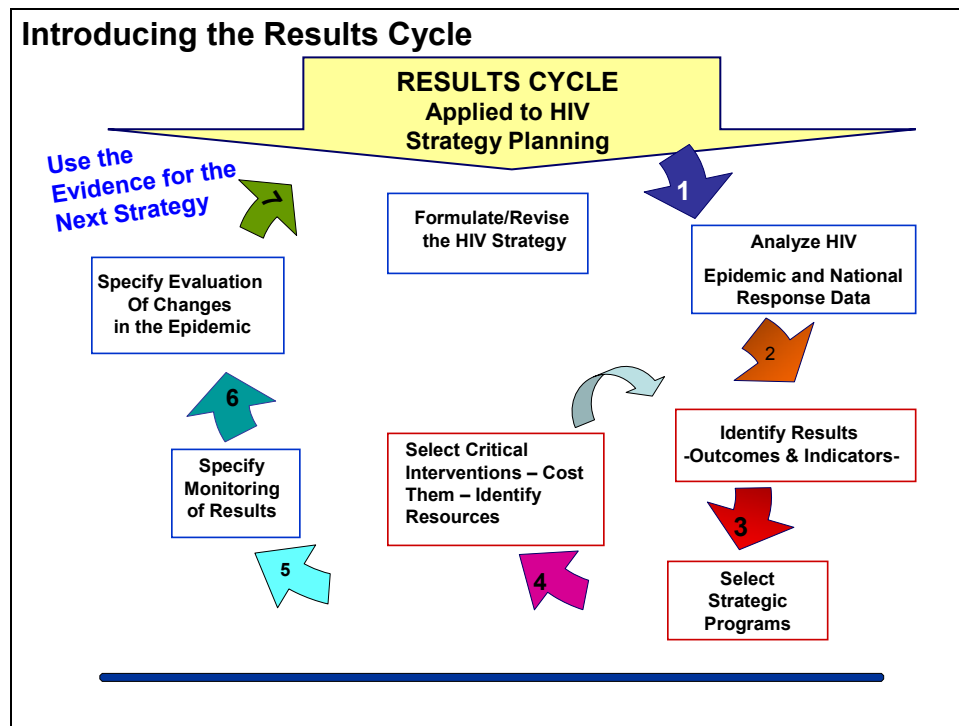 Introducing the Results Cycle
RESULTS CYCLE
Applied to HIV
Strategy Planning
Use the
Evidence for the
Next Strategy
7
1
Formulate/Revise
the HIV Strategy
Analyze HIV
Epidemic and National
Response Data
Specify Evaluation
Of Changes
in the Epidemic
2
6
Identify Results
-Outcomes & Indicators-
Select Critical
Interventions – Cost
Them – Identify
Resources
Specify
Monitoring
of Results
3
5
4
Select
Strategic
Programs